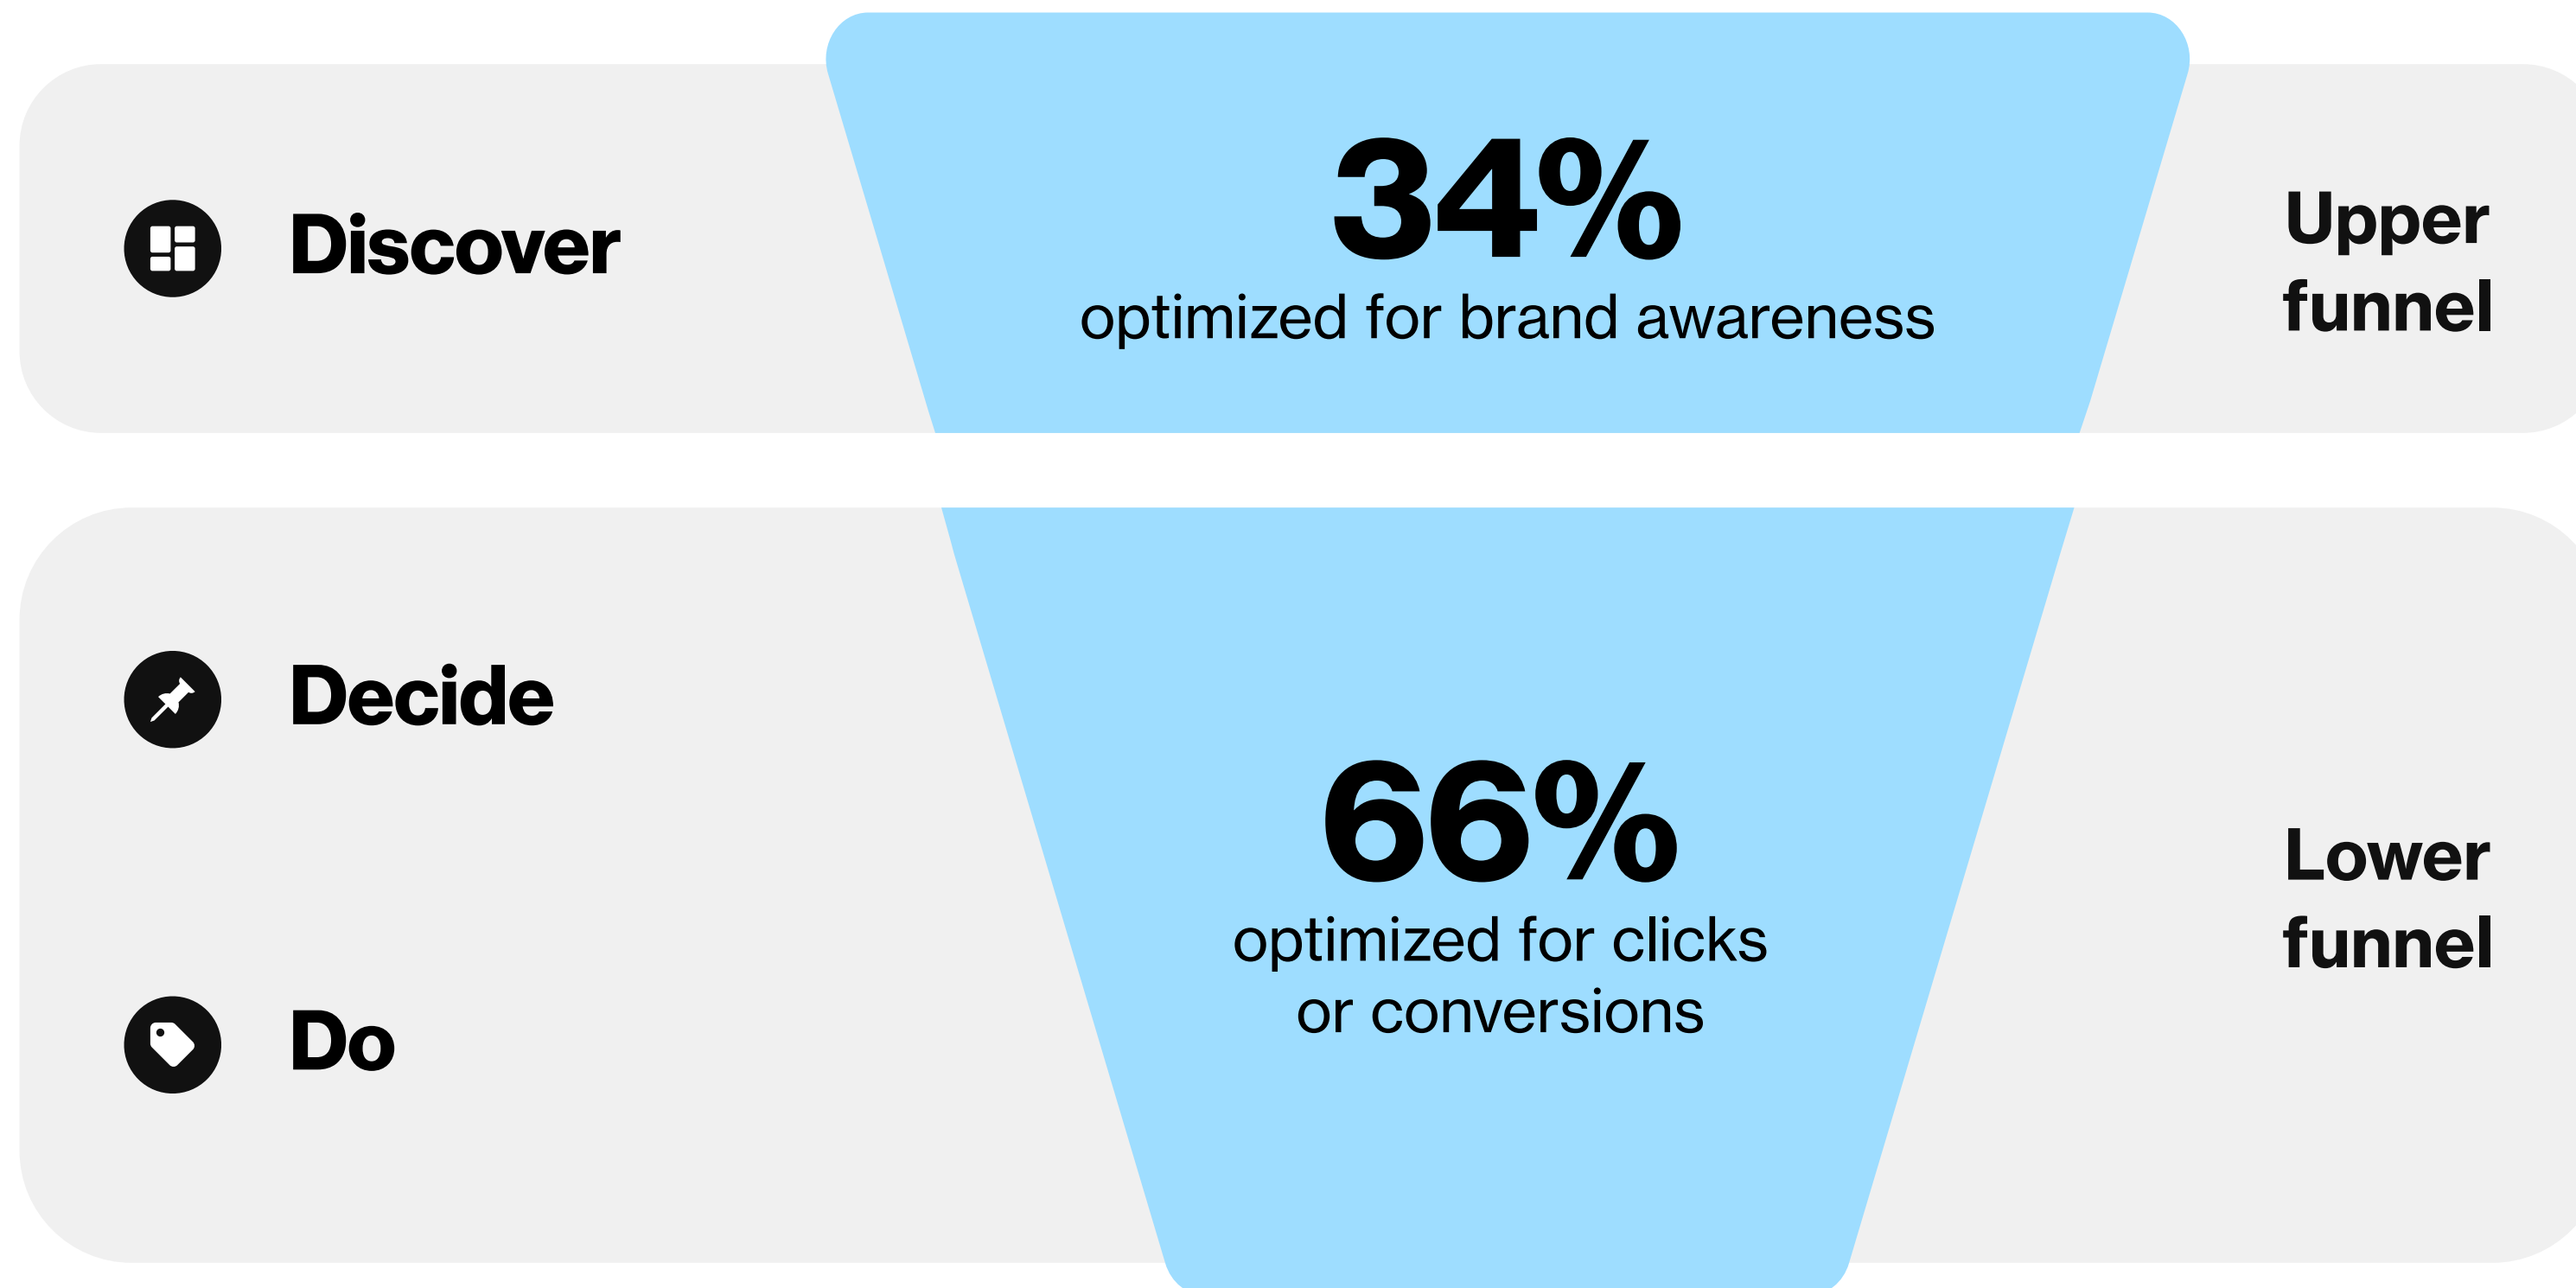 Discover
34%
optimized for brand awareness
Upper
funnel
Decide
Do
66%
optimized for clicks
or conversions
Lower
funnel